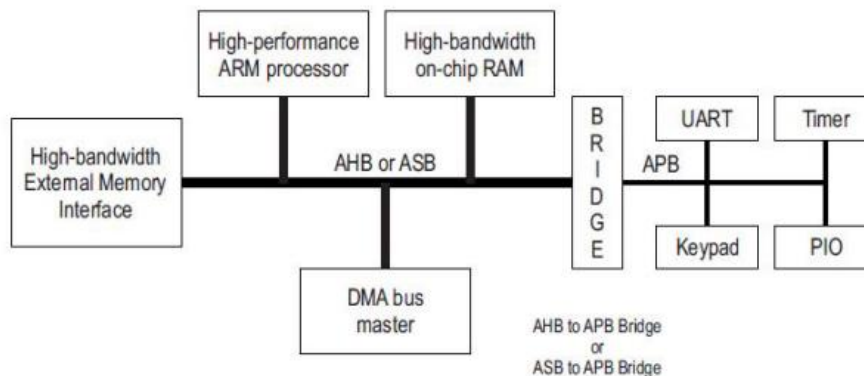 High-performance
ARM processor
High-bandwidth
on-chip RAM
High-bandwidth
External Memory
Interface
AHB or ASB
B
R
I
D
G
E
APB
UART
Timer
Keypad
PIO
DMA bus
master
AHB to APB Bridge
or
ASB to APB Bridge